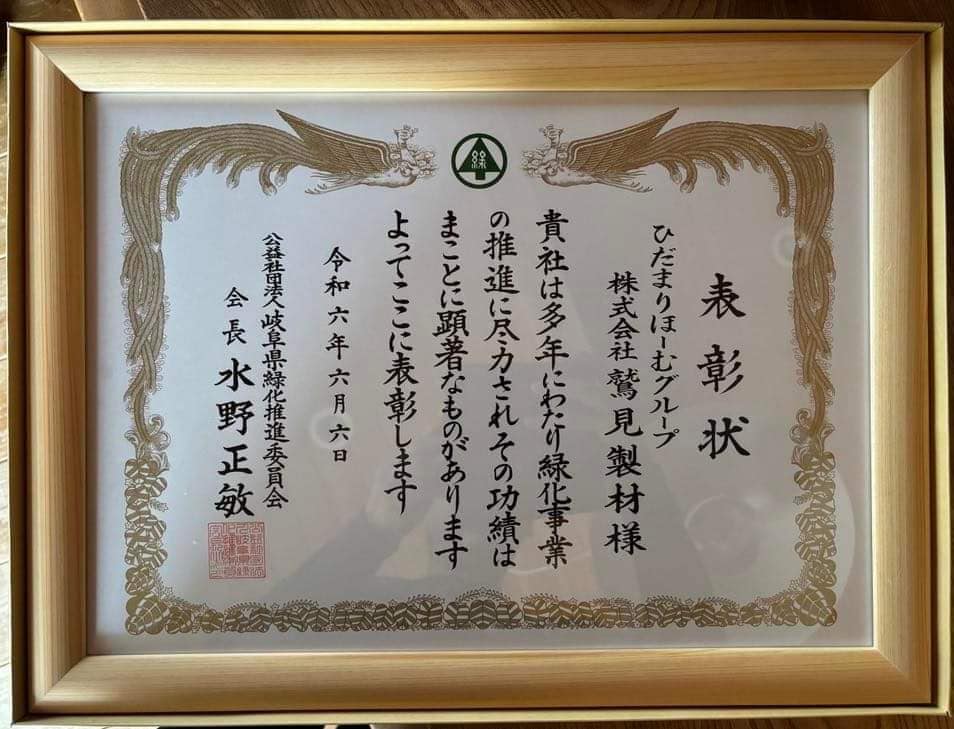 緑
表彰状
ひだまりほーむグループ
株式会社 鷲見製材様
貴社は多年にわたり緑化事業
の推進に尽力されその功績は
まことに顕著なものがあります
よってここに表彰します
令和六年六月六日
公益社団法人岐阜県緑化推進委員会
会長 水野正敏